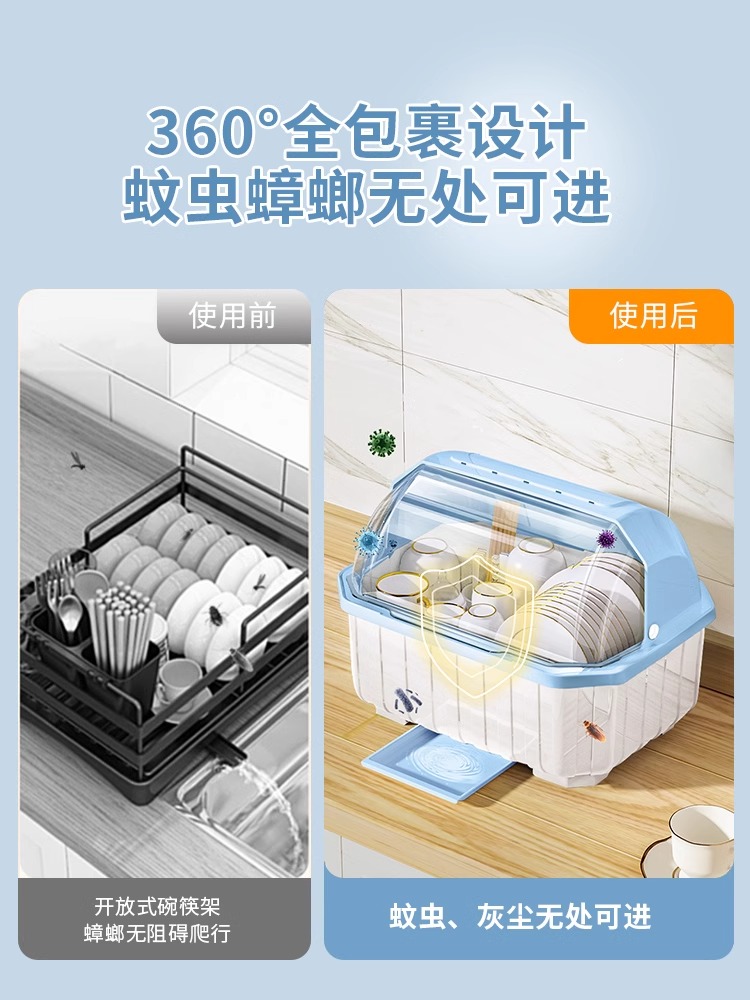 360°全包裹设计
蚊虫蟑螂无处可进
使用前
使用后
开放式碗筷架
蟑螂无阻碍爬行
蚊虫、灰尘无处可进